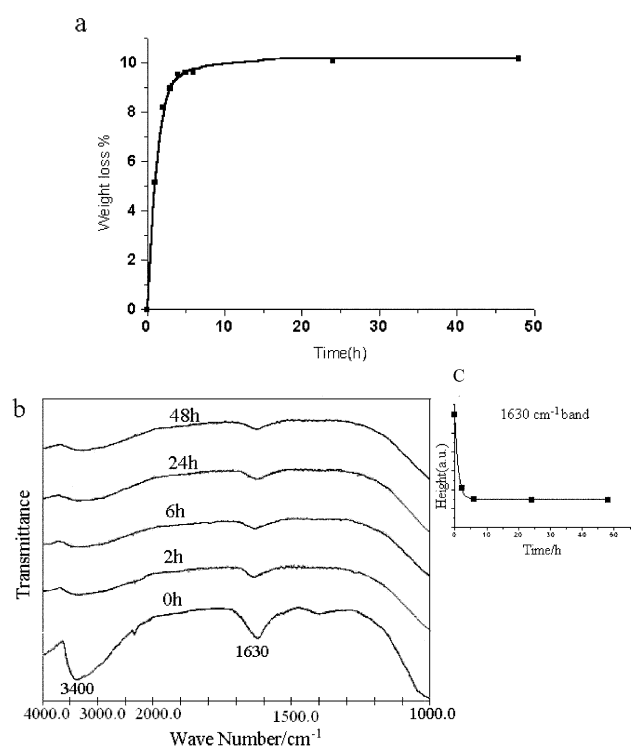 a
Weight loss %
10
8
6
4
2
0
0 10 20 30 40 50
Time(h)
b
48h
24h
6h
2h
0h
3400
1630
Transmittance
4000.0 3000.0 2000.0 1500.0 1000.0
Wave Number/cm-1
C
1630 cm-1 band
Height(a.u.)
0 10 20 30 40 50
Time/h